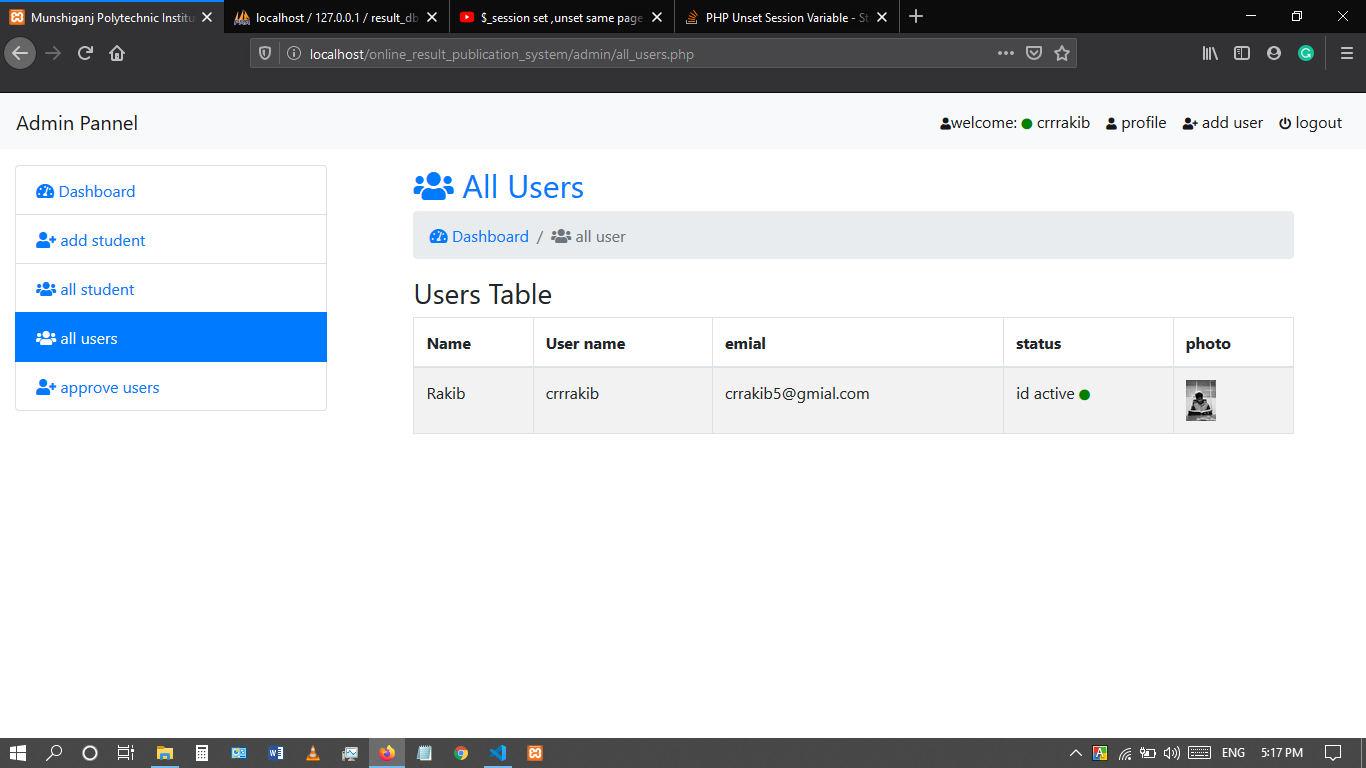 Munshiganj Polytechnic Institu
localhost / 127.0.0.1 / result_db
$_session set ,unset same page
PHP Unset Session Variable - St
localhost/online_result_publication_system/admin/all_users.php
Admin Pannel
welcome: crrrakib profile add user logout
Dashboard
add student
all student
all users
approve users
All Users
Dashboard / all user
Users Table
Name User name emial status photo
Rakib crrrakib crrakib5@gmial.com id active
ENG 5:17 PM